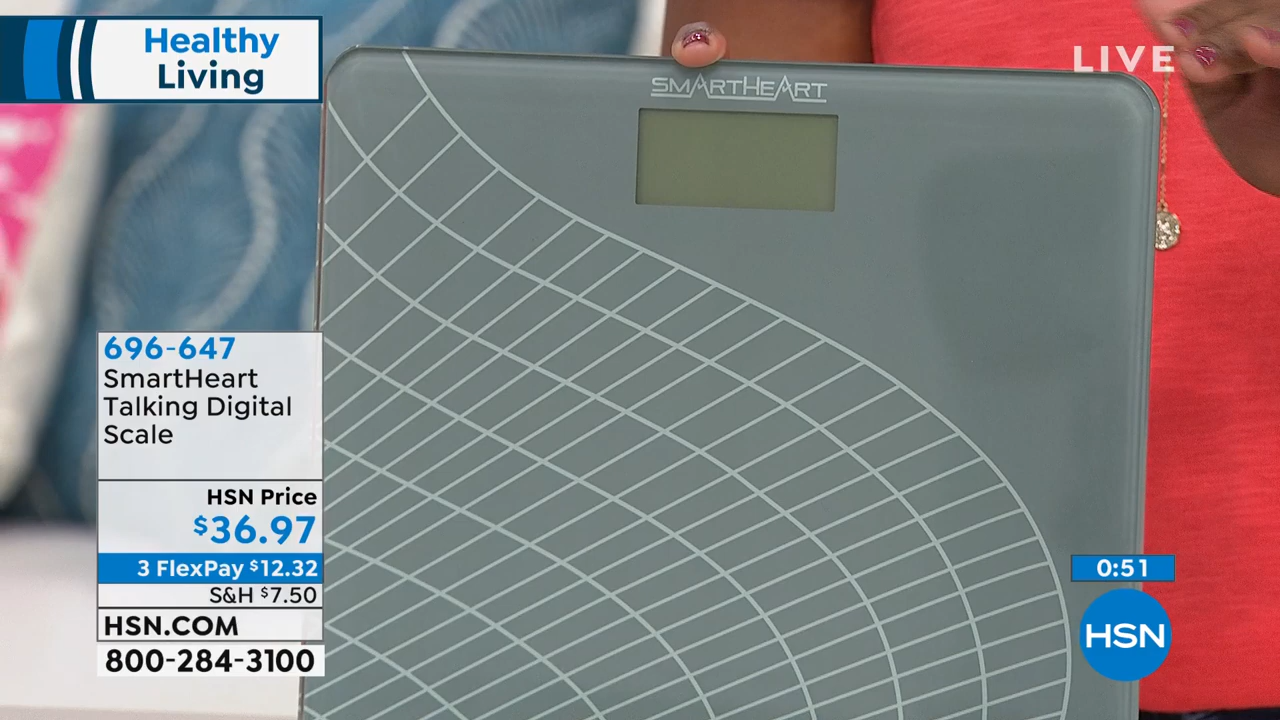 Healthy
Living
LIVE
SMARTHEART
696-647
SmartHeart
Talking Digital
Scale
HSN Price
$36.97
3 FlexPay $12.32
S&H $7.50
HSN.COM
800-284-3100
0:51
HSN